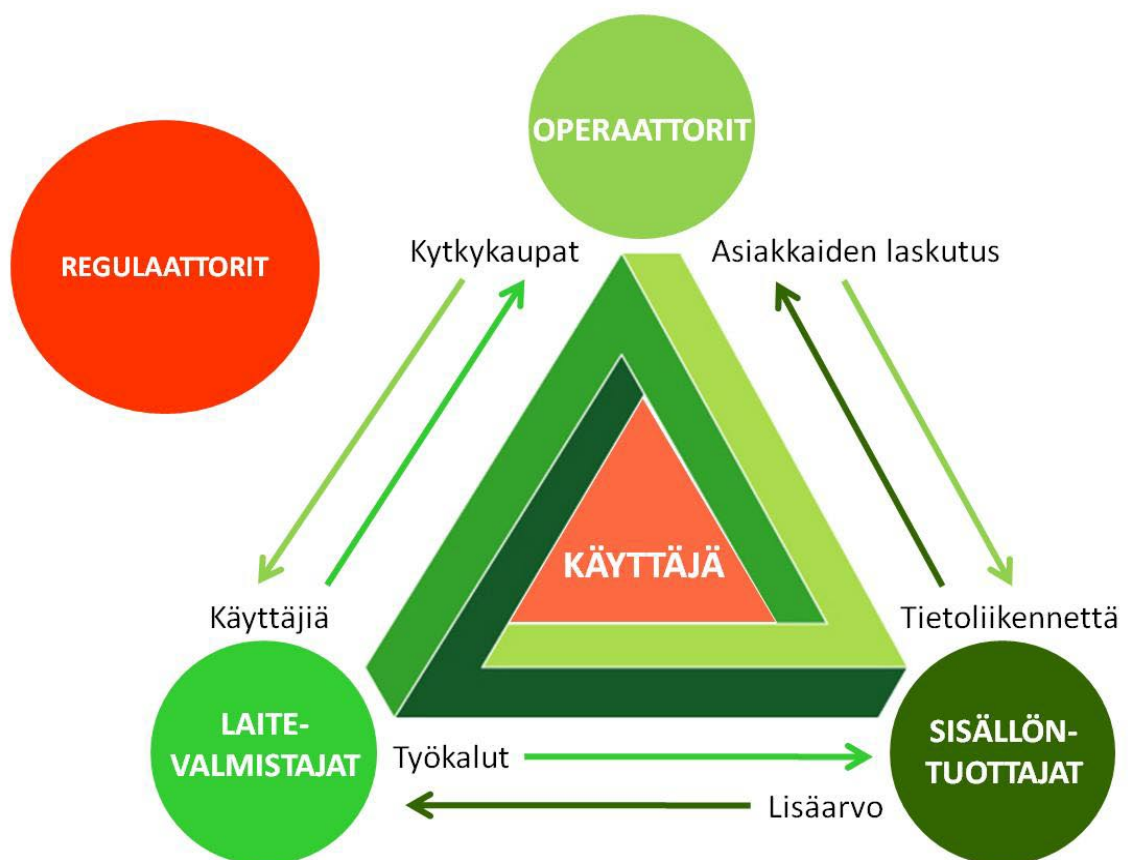 OPERAATTORIT
REGULAATTORIT
Kytkykaupat
Asiakkaiden laskutus
KÄYTTÄJÄ
Käyttäjiä
Tietoliikennettä
LAITE-
VALMISTAJAT
Työkalut
Lisäarvo
SISÄLLÖN-
TUOTTAJAT